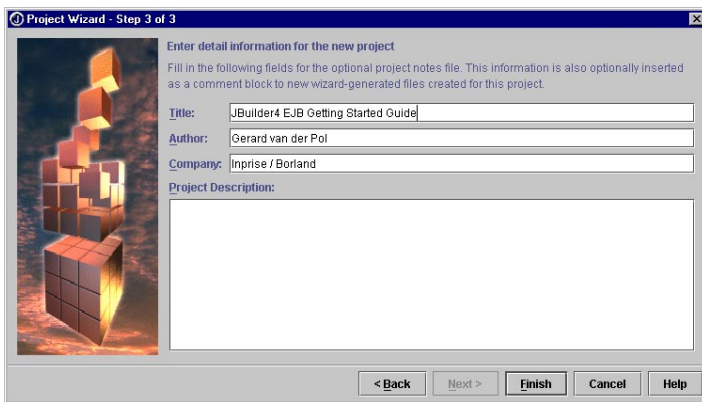 Project Wizard - Step 3 of 3
Enter detail information for the new project
Fill in the following fields for the optional project notes file. This information is also optionally inserted
as a comment block to new wizard-generated files created for this project.
Title: JBuilder4 EJB Getting Started Guide
Author: Gerard van der Pol
Company: Inprise / Borland
Project Description:
< Back Next > Finish Cancel Help